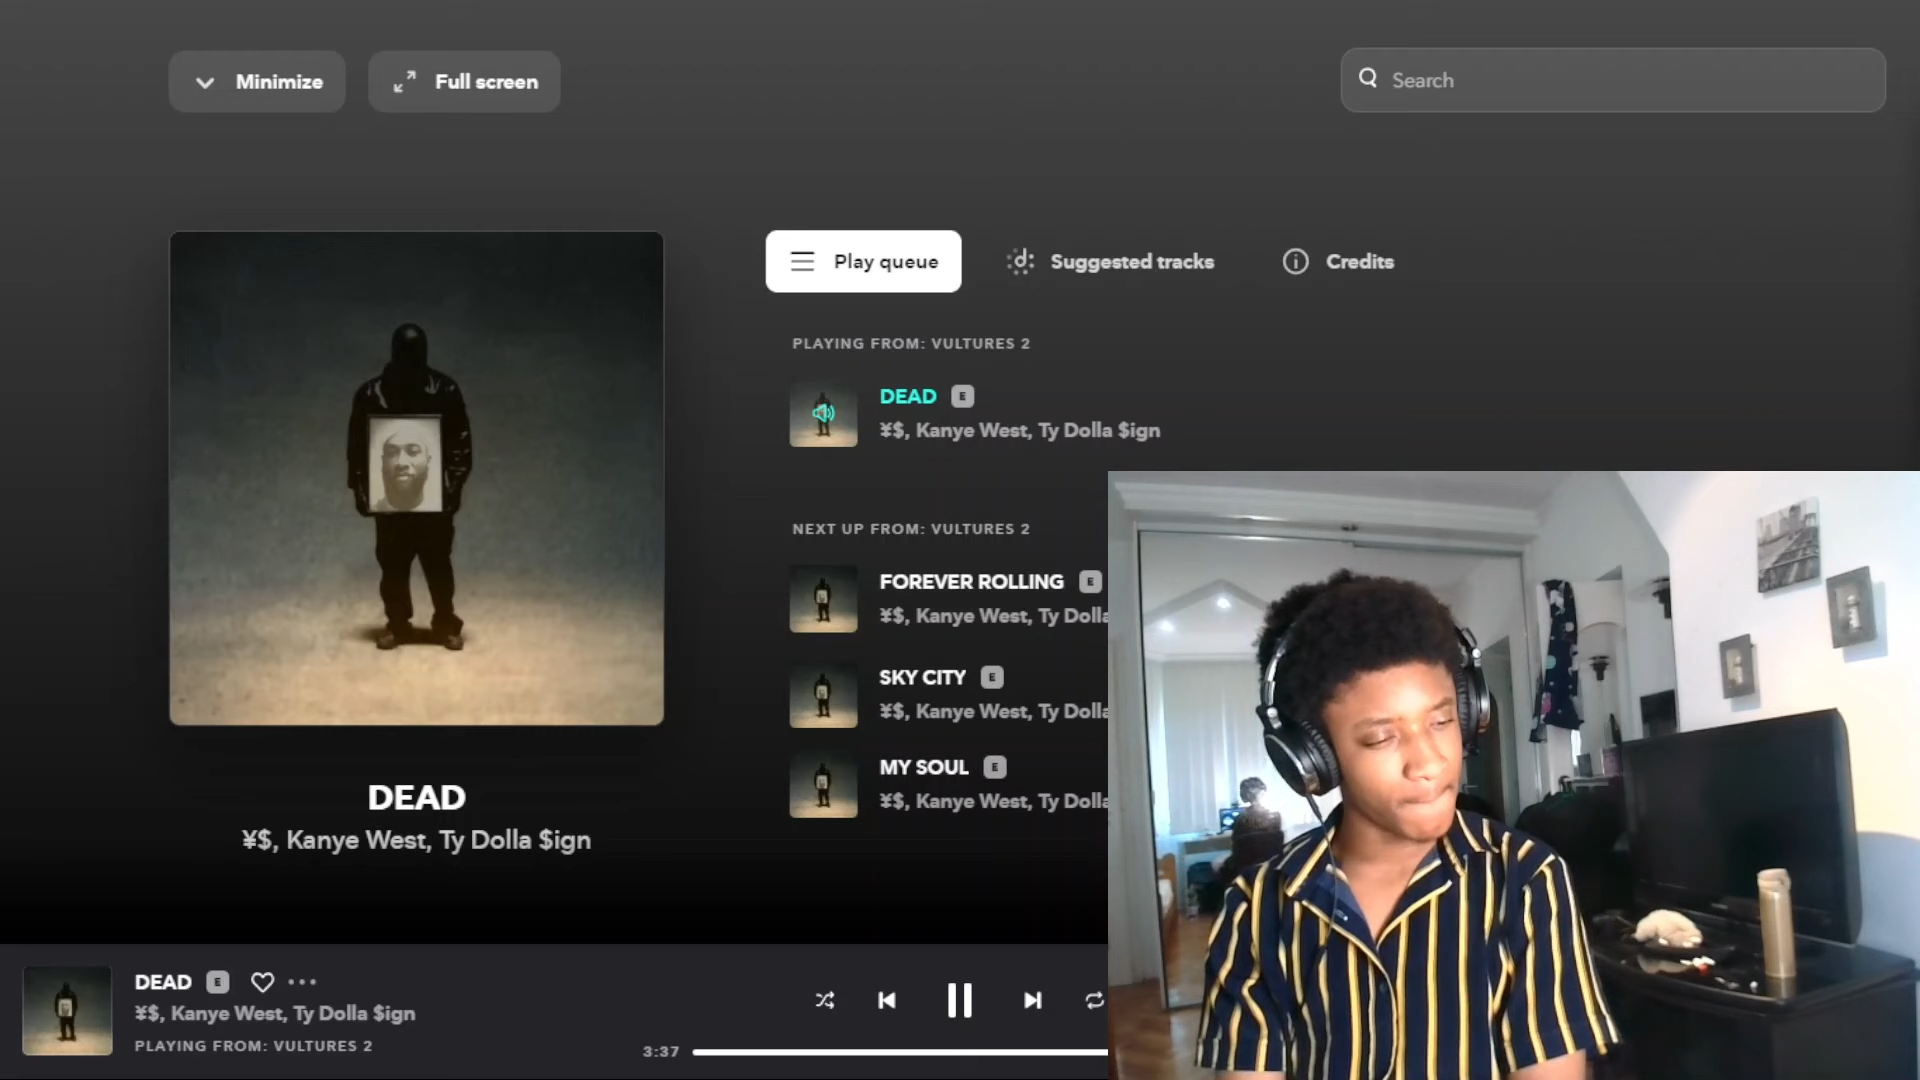 Minimize
Full screen
Search
Play queue
Suggested tracks
Credits
PLAYING FROM: VULTURES 2
DEAD E
¥$, Kanye West, Ty Dolla $ign
NEXT UP FROM: VULTURES 2
FOREVER ROLLING E
¥$, Kanye West, Ty Dolla
SKY CITY E
¥$, Kanye West, Ty Dolla
MY SOUL E
¥$, Kanye West, Ty Dolla
DEAD
¥$, Kanye West, Ty Dolla $ign
DEAD E
¥$, Kanye West, Ty Dolla $ign
PLAYING FROM: VULTURES 2
3:37